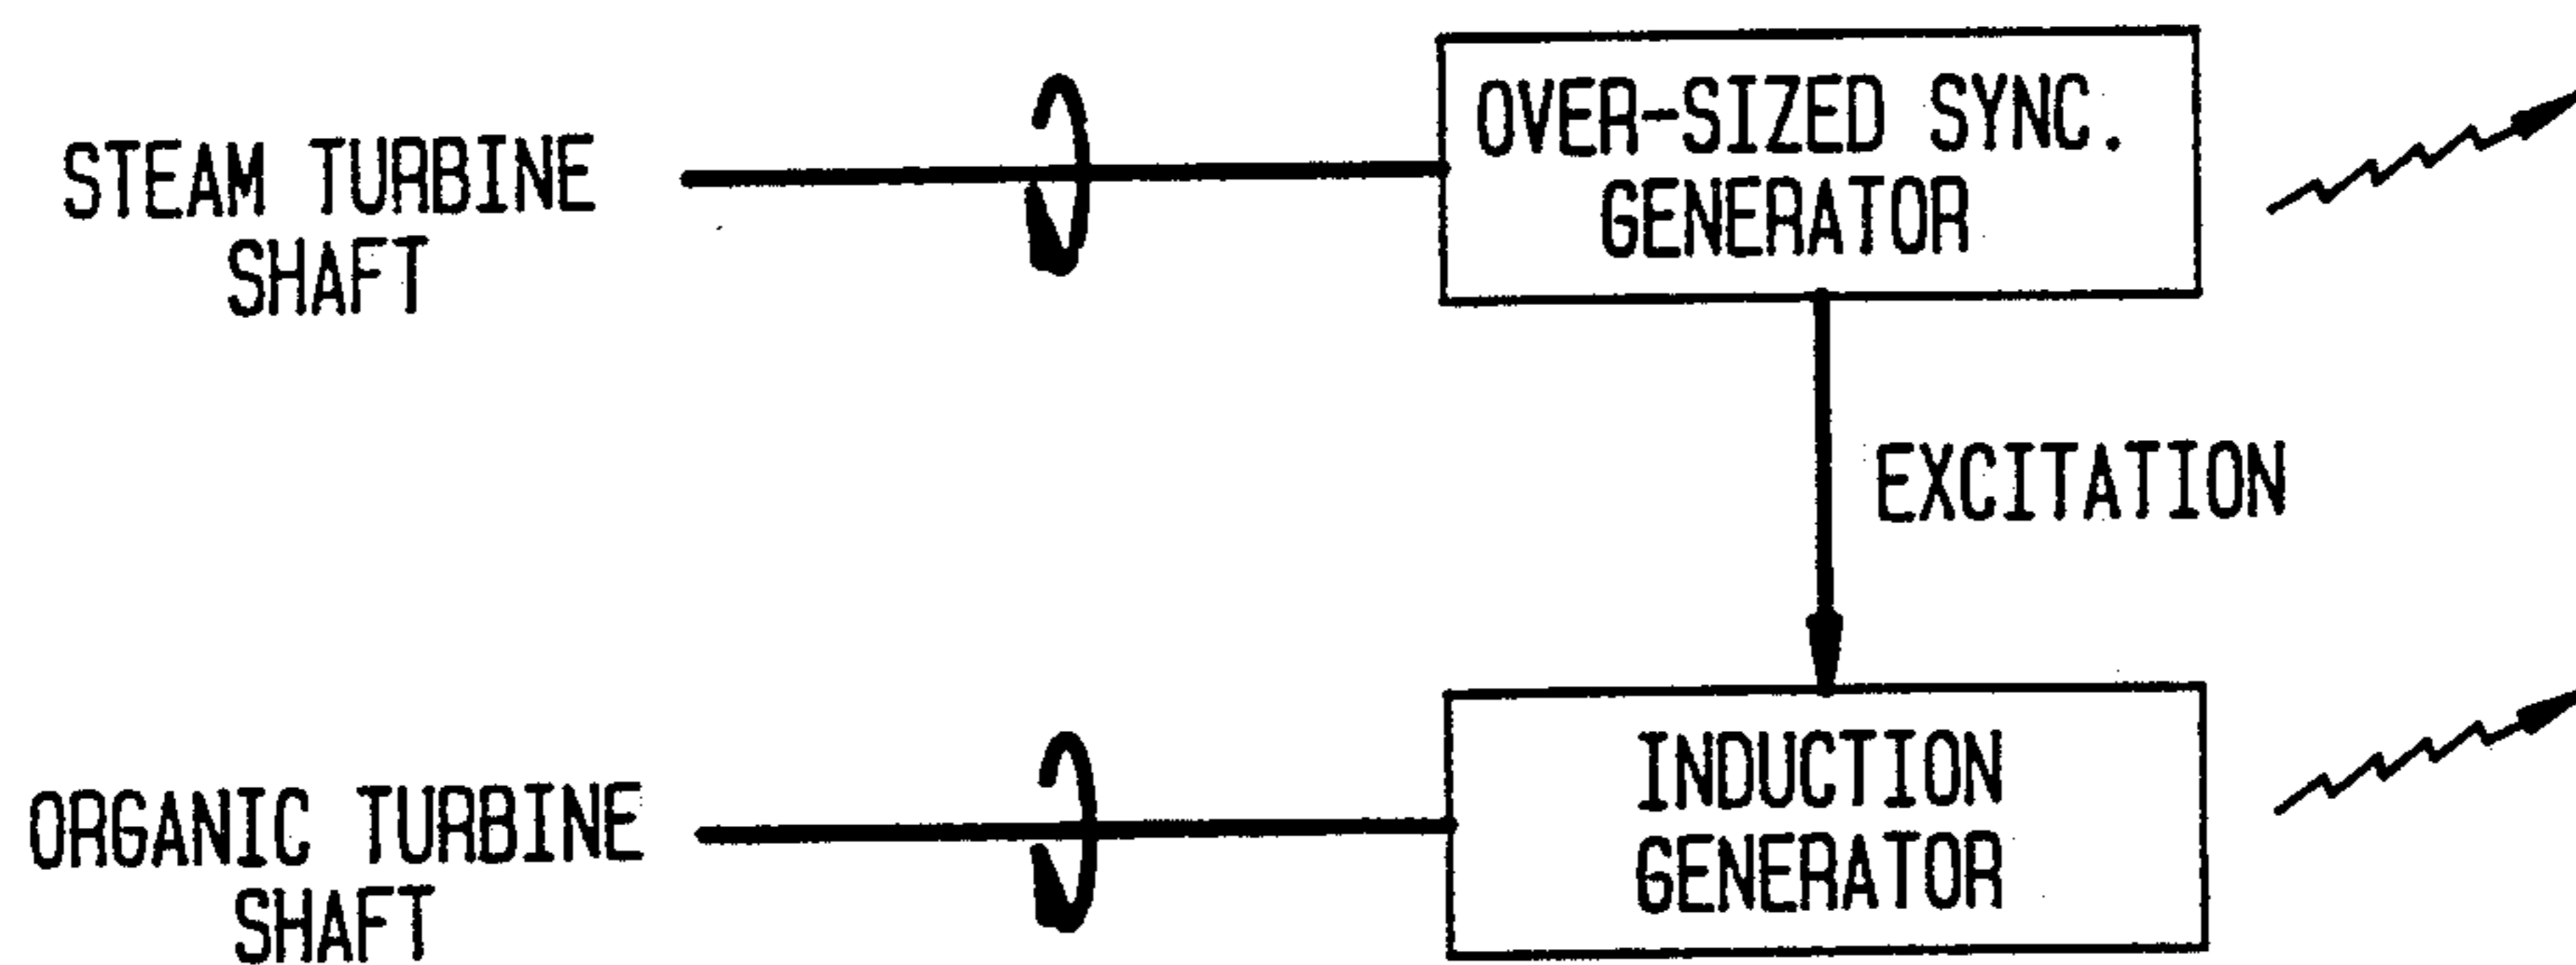 STEAM TURBINE
SHAFT
OVER-SIZED SYNC.
GENERATOR
EXCITATION
ORGANIC TURBINE
SHAFT
INDUCTION
GENERATOR